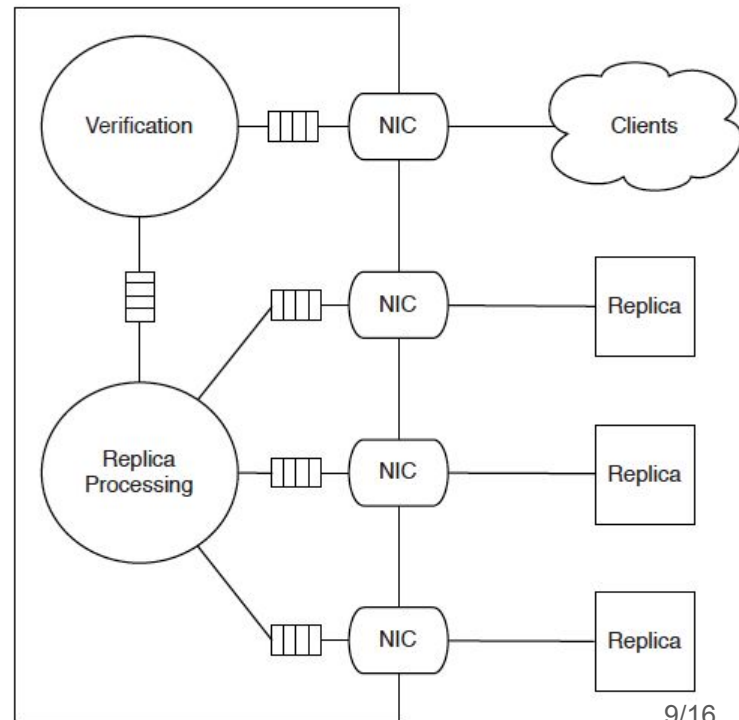 Verification
NIC
Clients
NIC
Replica
Replica
Processing
NIC
Replica
NIC
Replica
9/16